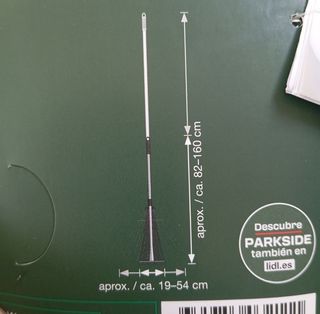 aprox. / ca. 82–160 cm
Descubre
PARKSIDE
también en
lidl.es
aprox. / ca. 19–54 cm